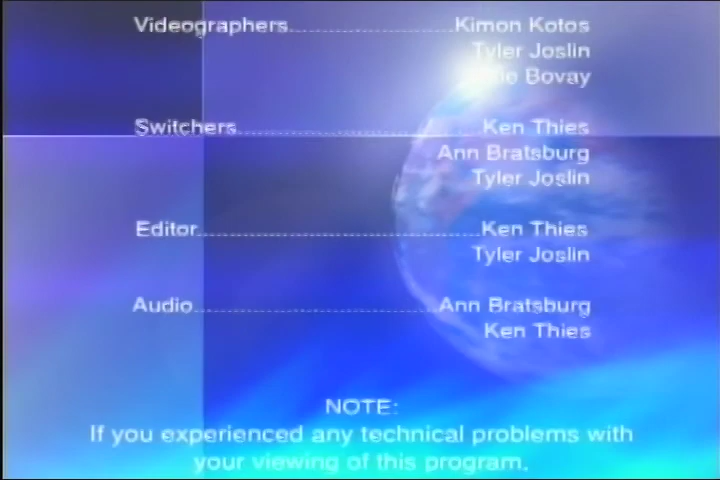 Videographers..............................Kimon Kotos
Tyler Joslin
Bovay
Switchers..............................Ken Thies
Ann Bratsburg
Tyler Joslin
Editor..............................Ken Thies
Tyler Joslin
Audio..............................Ann Bratsburg
Ken Thies
NOTE:
If you experienced any technical problems with
your viewing of this program,